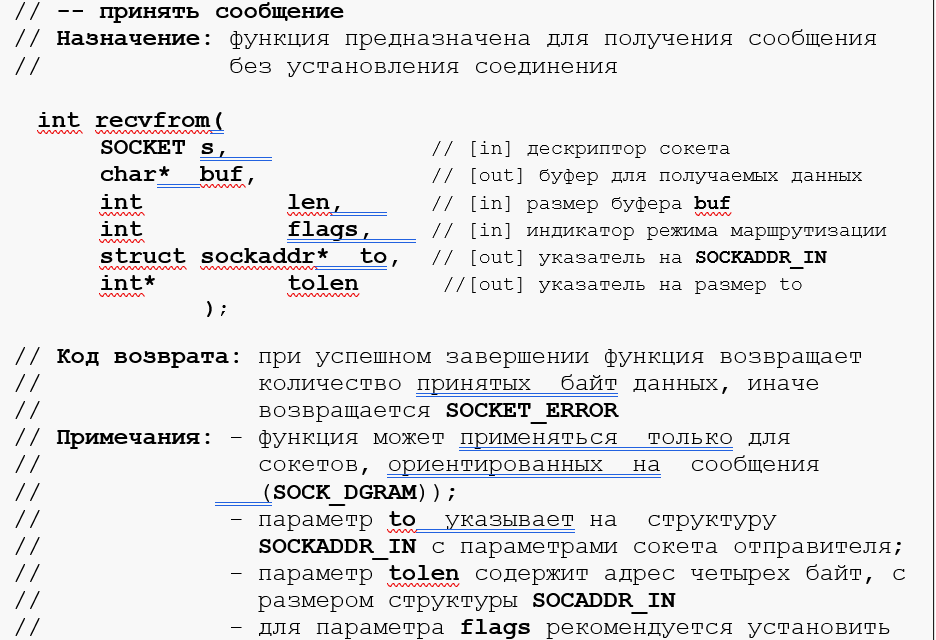 // -- принять сообщение
// Назначение: функция предназначена для получения сообщения
// без установления соединения
int recvfrom(
SOCKET s, // [in] дескриптор сокета
char* buf, // [out] буфер для получаемых данных
int len, // [in] размер буфера buf
int flags, // [in] индикатор режима маршрутизации
struct sockaddr* to, // [out] указатель на SOCKADDR_IN
int* tolen //[out] указатель на размер to
);
// Код возврата: при успешном завершении функция возвращает
// количество принятых байт данных, иначе
// возвращается SOCKET_ERROR
// Примечания: – функция может применяться только для
// сокетов, ориентированных на сообщения
// (SOCK_DGRAM));
// – параметр to указывает на структуру
// SOCKADDR_IN с параметрами сокета отправителя;
// – параметр tolen содержит адрес четырех байт, с
// размером структуры SOCADDR_IN
// – для параметра flags рекомендуется установить